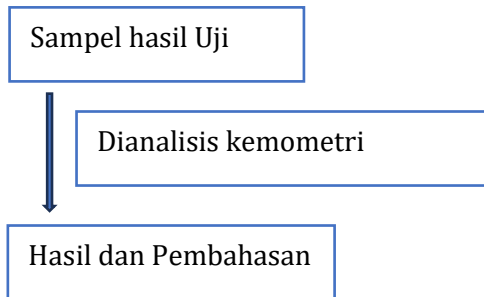 Sampel hasil Uji
Dianalisis kemometri
Hasil dan Pembahasan